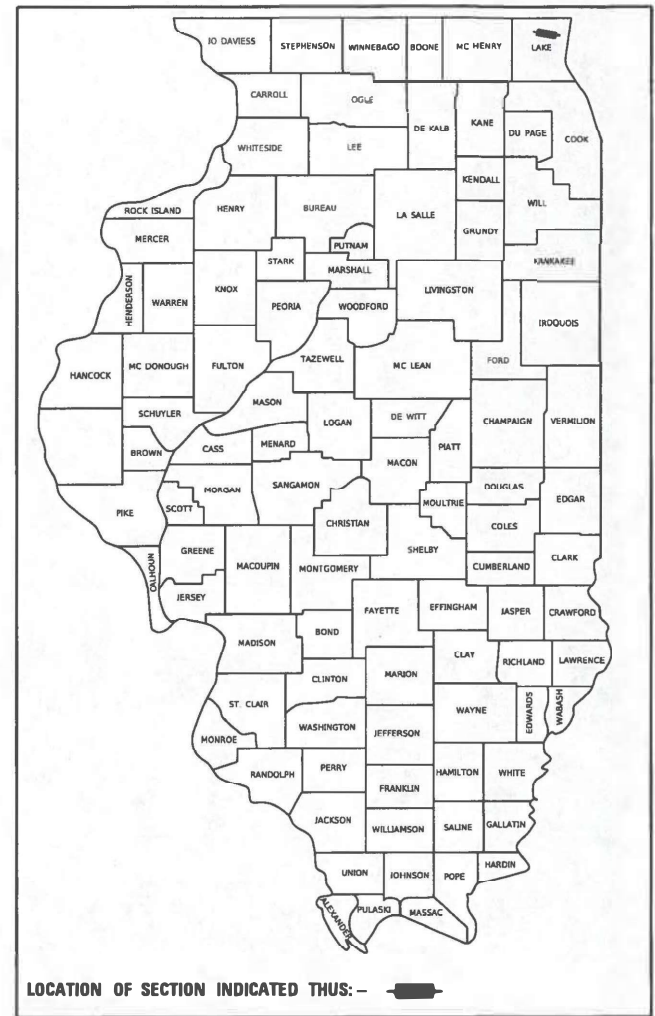 JO DAVIESS
STEPHENSON
WINNEBAGO
BOONE
MC HENRY
LAKE
CARROLL
OGLE
DE KALB
KANE
DU PAGE
COOK
WHITESIDE
LEE
KENDALL
WILL
ROCK ISLAND
HENRY
BUREAU
LA SALLE
GRUNDY
MERCER
PUTNAM
STARK
MARSHALL
KANKAKEE
HENDERSON
WARREN
KNOX
PEORIA
WOODFORD
LIVINGSTON
IROQUOIS
HANCOCK
MC DONOUGH
FULTON
TAZEWELL
MC LEAN
FORD
SCHUYLER
MASON
LOGAN
DE WITT
CHAMPAIGN
VERMILION
BROWN
CASS
MENARD
PIATT
MACON
PIKE
SCOTT
MORGAN
SANGAMON
CHRISTIAN
MOULTRIE
DOUGLAS
EDGAR
COLES
CALHOUN
GREENE
MACOUPIN
MONTGOMERY
SHELBY
CUMBERLAND
CLARK
JERSEY
FAYETTE
EFFINGHAM
JASPER
CRAWFORD
MADISON
BOND
CLAY
RICHLAND
LAWRENCE
CLINTON
MARION
ST. CLAIR
WAYNE
EDWARDS
WABASH
WASHINGTON
JEFFERSON
MONROE
RANDOLPH
PERRY
HAMILTON
WHITE
FRANKLIN
JACKSON
WILLIAMSON
SALINE
GALLATIN
UNION
JOHNSON
POPE
HARDIN
ALEXANDER
PULASKI
MASSAC
LOCATION OF SECTION INDICATED THUS:-